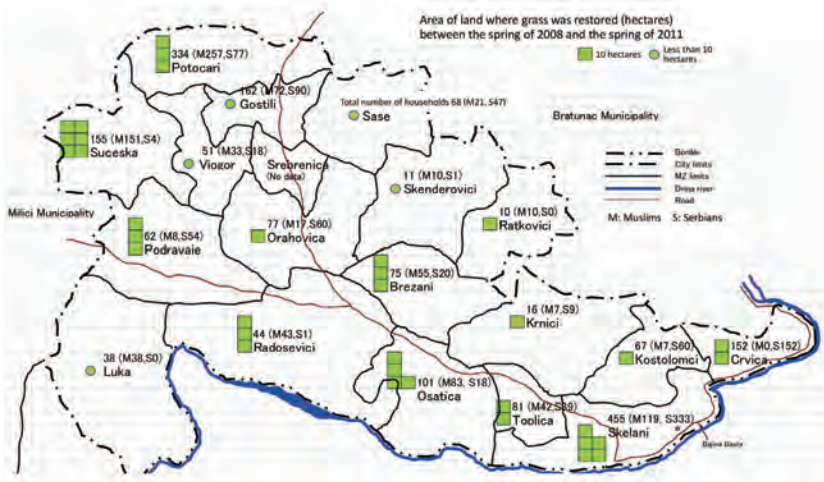 Area of land where grass was restored (hectares)
between the spring of 2008 and the spring of 2011
10 hectares
Less than 10
hectares
334 (M257,S77)
Potocari
162 (M72,S90)
Gostili
Total number of households 68 (M21, S47)
Sase
Bratunac Municipality
155 (M151,S4)
Suceska
51 (M33,S18)
Viogor
Srebrenica
(No data)
11 (M10,S1)
Skenderovici
Border
City limits
MZ limits
Drina river
Road
M: Muslims S: Serbians
Milici Municipality
62 (M8,S54)
Podravaie
77 (M17,S60)
Orahovica
10 (M10,S0)
Ratkovici
75 (M55,S20)
Brezani
16 (M7,S9)
Krnici
44 (M43,S1)
Radosevici
67 (M7,S60)
Kostolomci
152 (M0,S152)
Crvica
38 (M38,S0)
Luka
101 (M83, S18)
Osatica
81 (M42,S39)
Toplica
455 (M119, S333)
Skelani